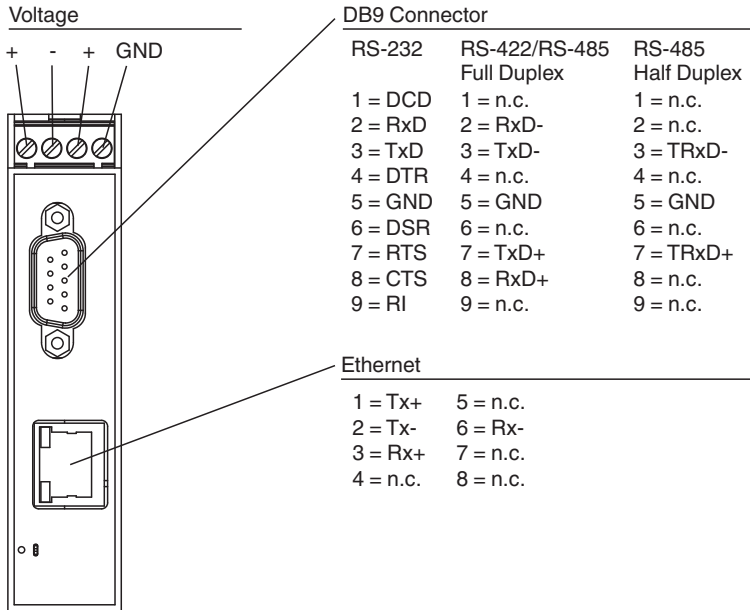 Voltage
+ - + GND
DB9 Connector
RS-232 RS-422/RS-485 RS-485
Full Duplex Half Duplex
1 = DCD 1 = n.c. 1 = n.c.
2 = RxD 2 = RxD- 2 = n.c.
3 = TxD 3 = TxD- 3 = TRxD-
4 = DTR 4 = n.c. 4 = n.c.
5 = GND 5 = GND 5 = GND
6 = DSR 6 = n.c. 6 = n.c.
7 = RTS 7 = TxD+ 7 = TRxD+
8 = CTS 8 = RxD+ 8 = n.c.
9 = RI 9 = n.c. 9 = n.c.
Ethernet
1 = Tx+ 5 = n.c.
2 = Tx- 6 = Rx-
3 = Rx+ 7 = n.c.
4 = n.c. 8 = n.c.